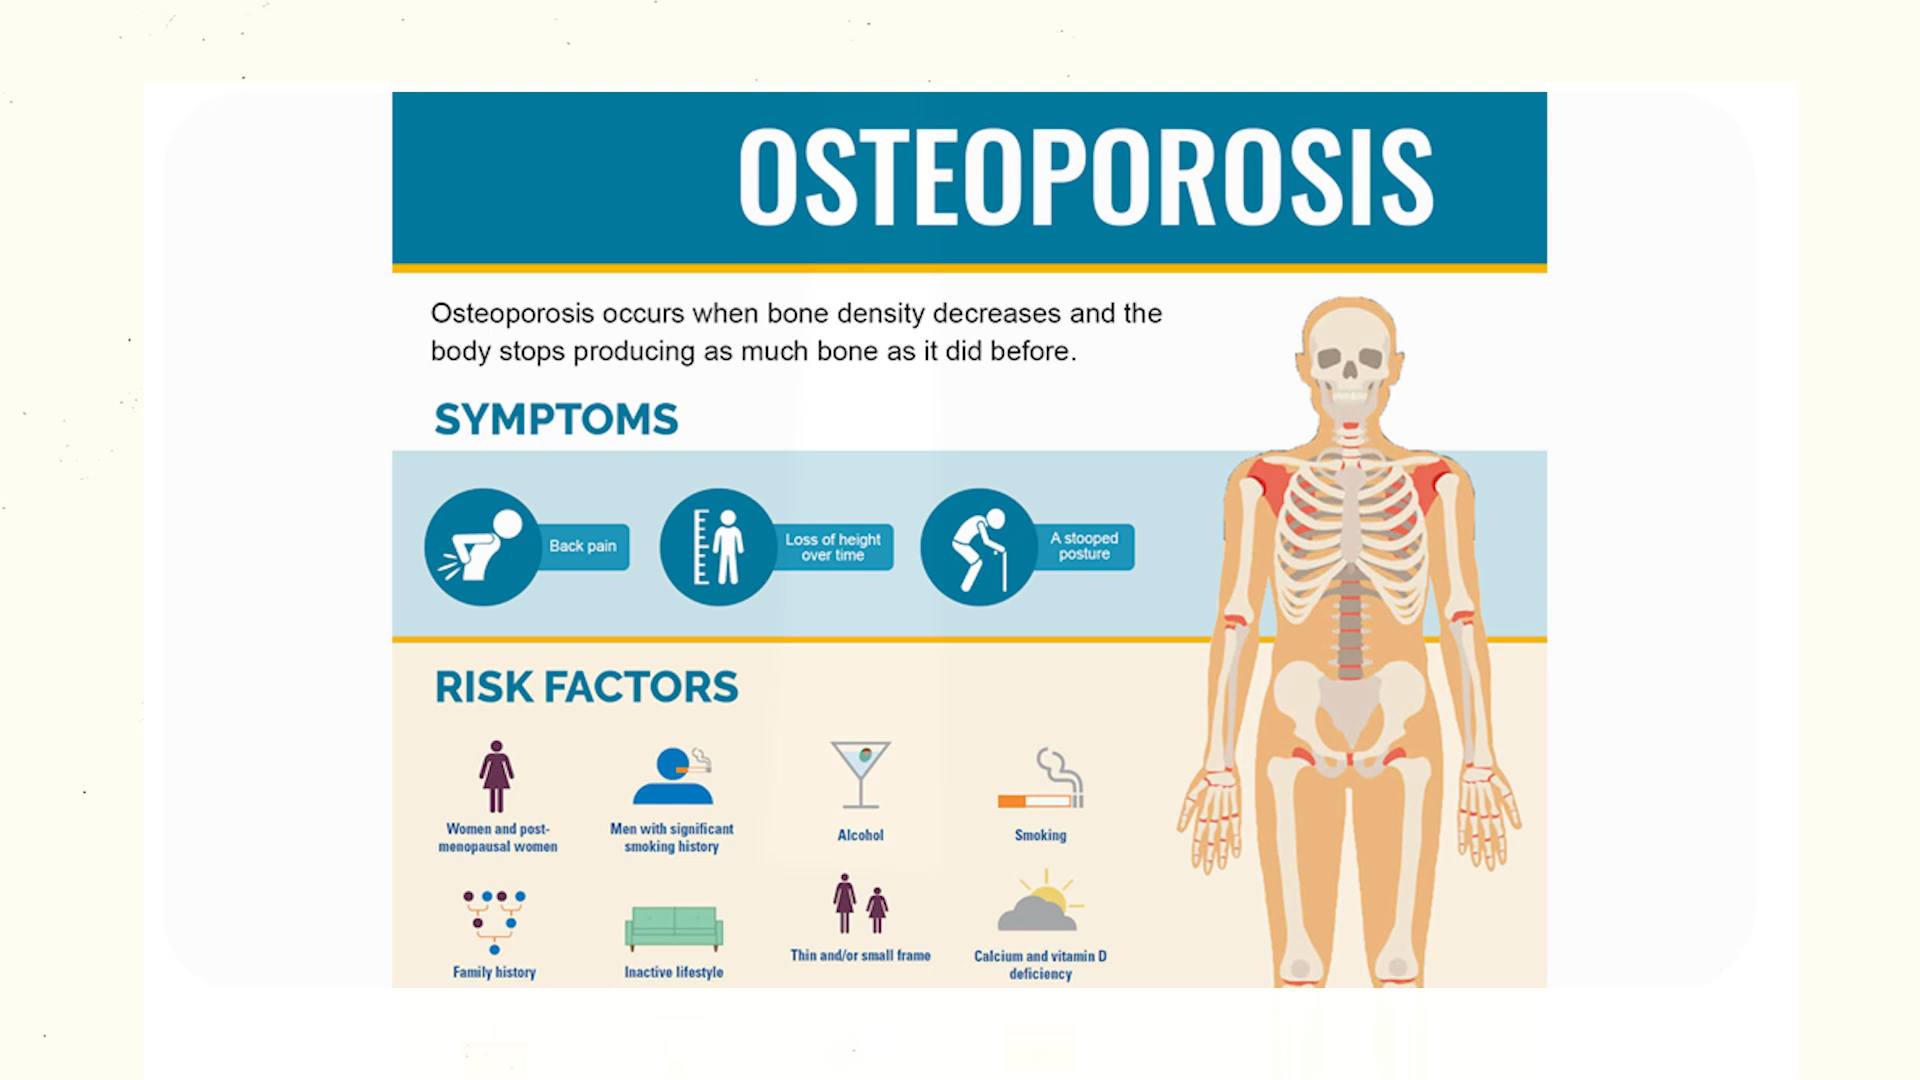 OSTEOPOROSIS
Osteoporosis occurs when bone density decreases and the
body stops producing as much bone as it did before.
SYMPTOMS
Back pain
Loss of height
over time
A stooped
posture
RISK FACTORS
Women and post-
menopausal women
Men with significant
smoking history
Alcohol
Smoking
Family history
Inactive lifestyle
Thin and/or small frame
Calcium and vitamin D
deficiency